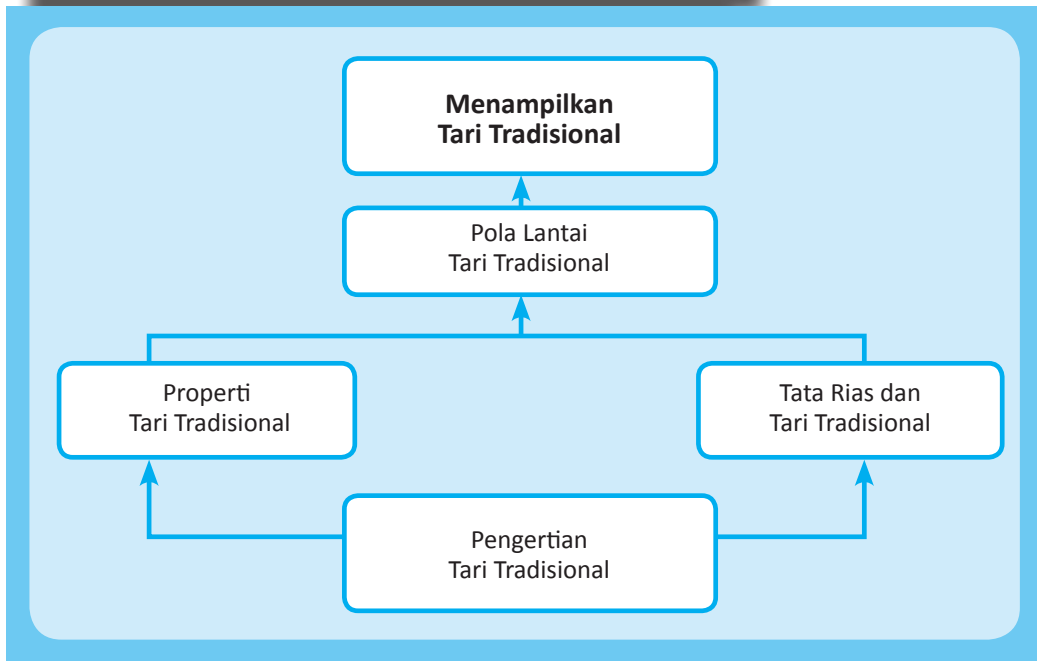 Menampilkan
Tari Tradisional
Pola Lantai
Tari Tradisional
Properti
Tari Tradisional
Tata Rias dan
Tari Tradisional
Pengertian
Tari Tradisional